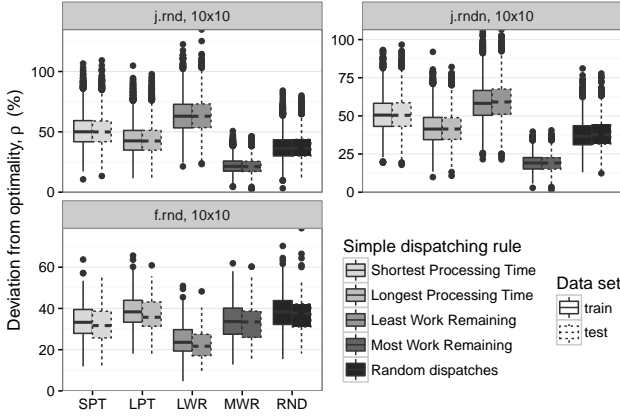 j.rnd, 10x10
j.rndn, 10x10
100
50
0
100
75
50
25
0
Deviation from optimality, ρ (%)
f.rnd, 10x10
60
40
20
0
SPT LPT LWR MWR RND
Simple dispatching rule
Shortest Processing Time
Longest Processing Time
Least Work Remaining
Most Work Remaining
Random dispatches
Data set
train
test